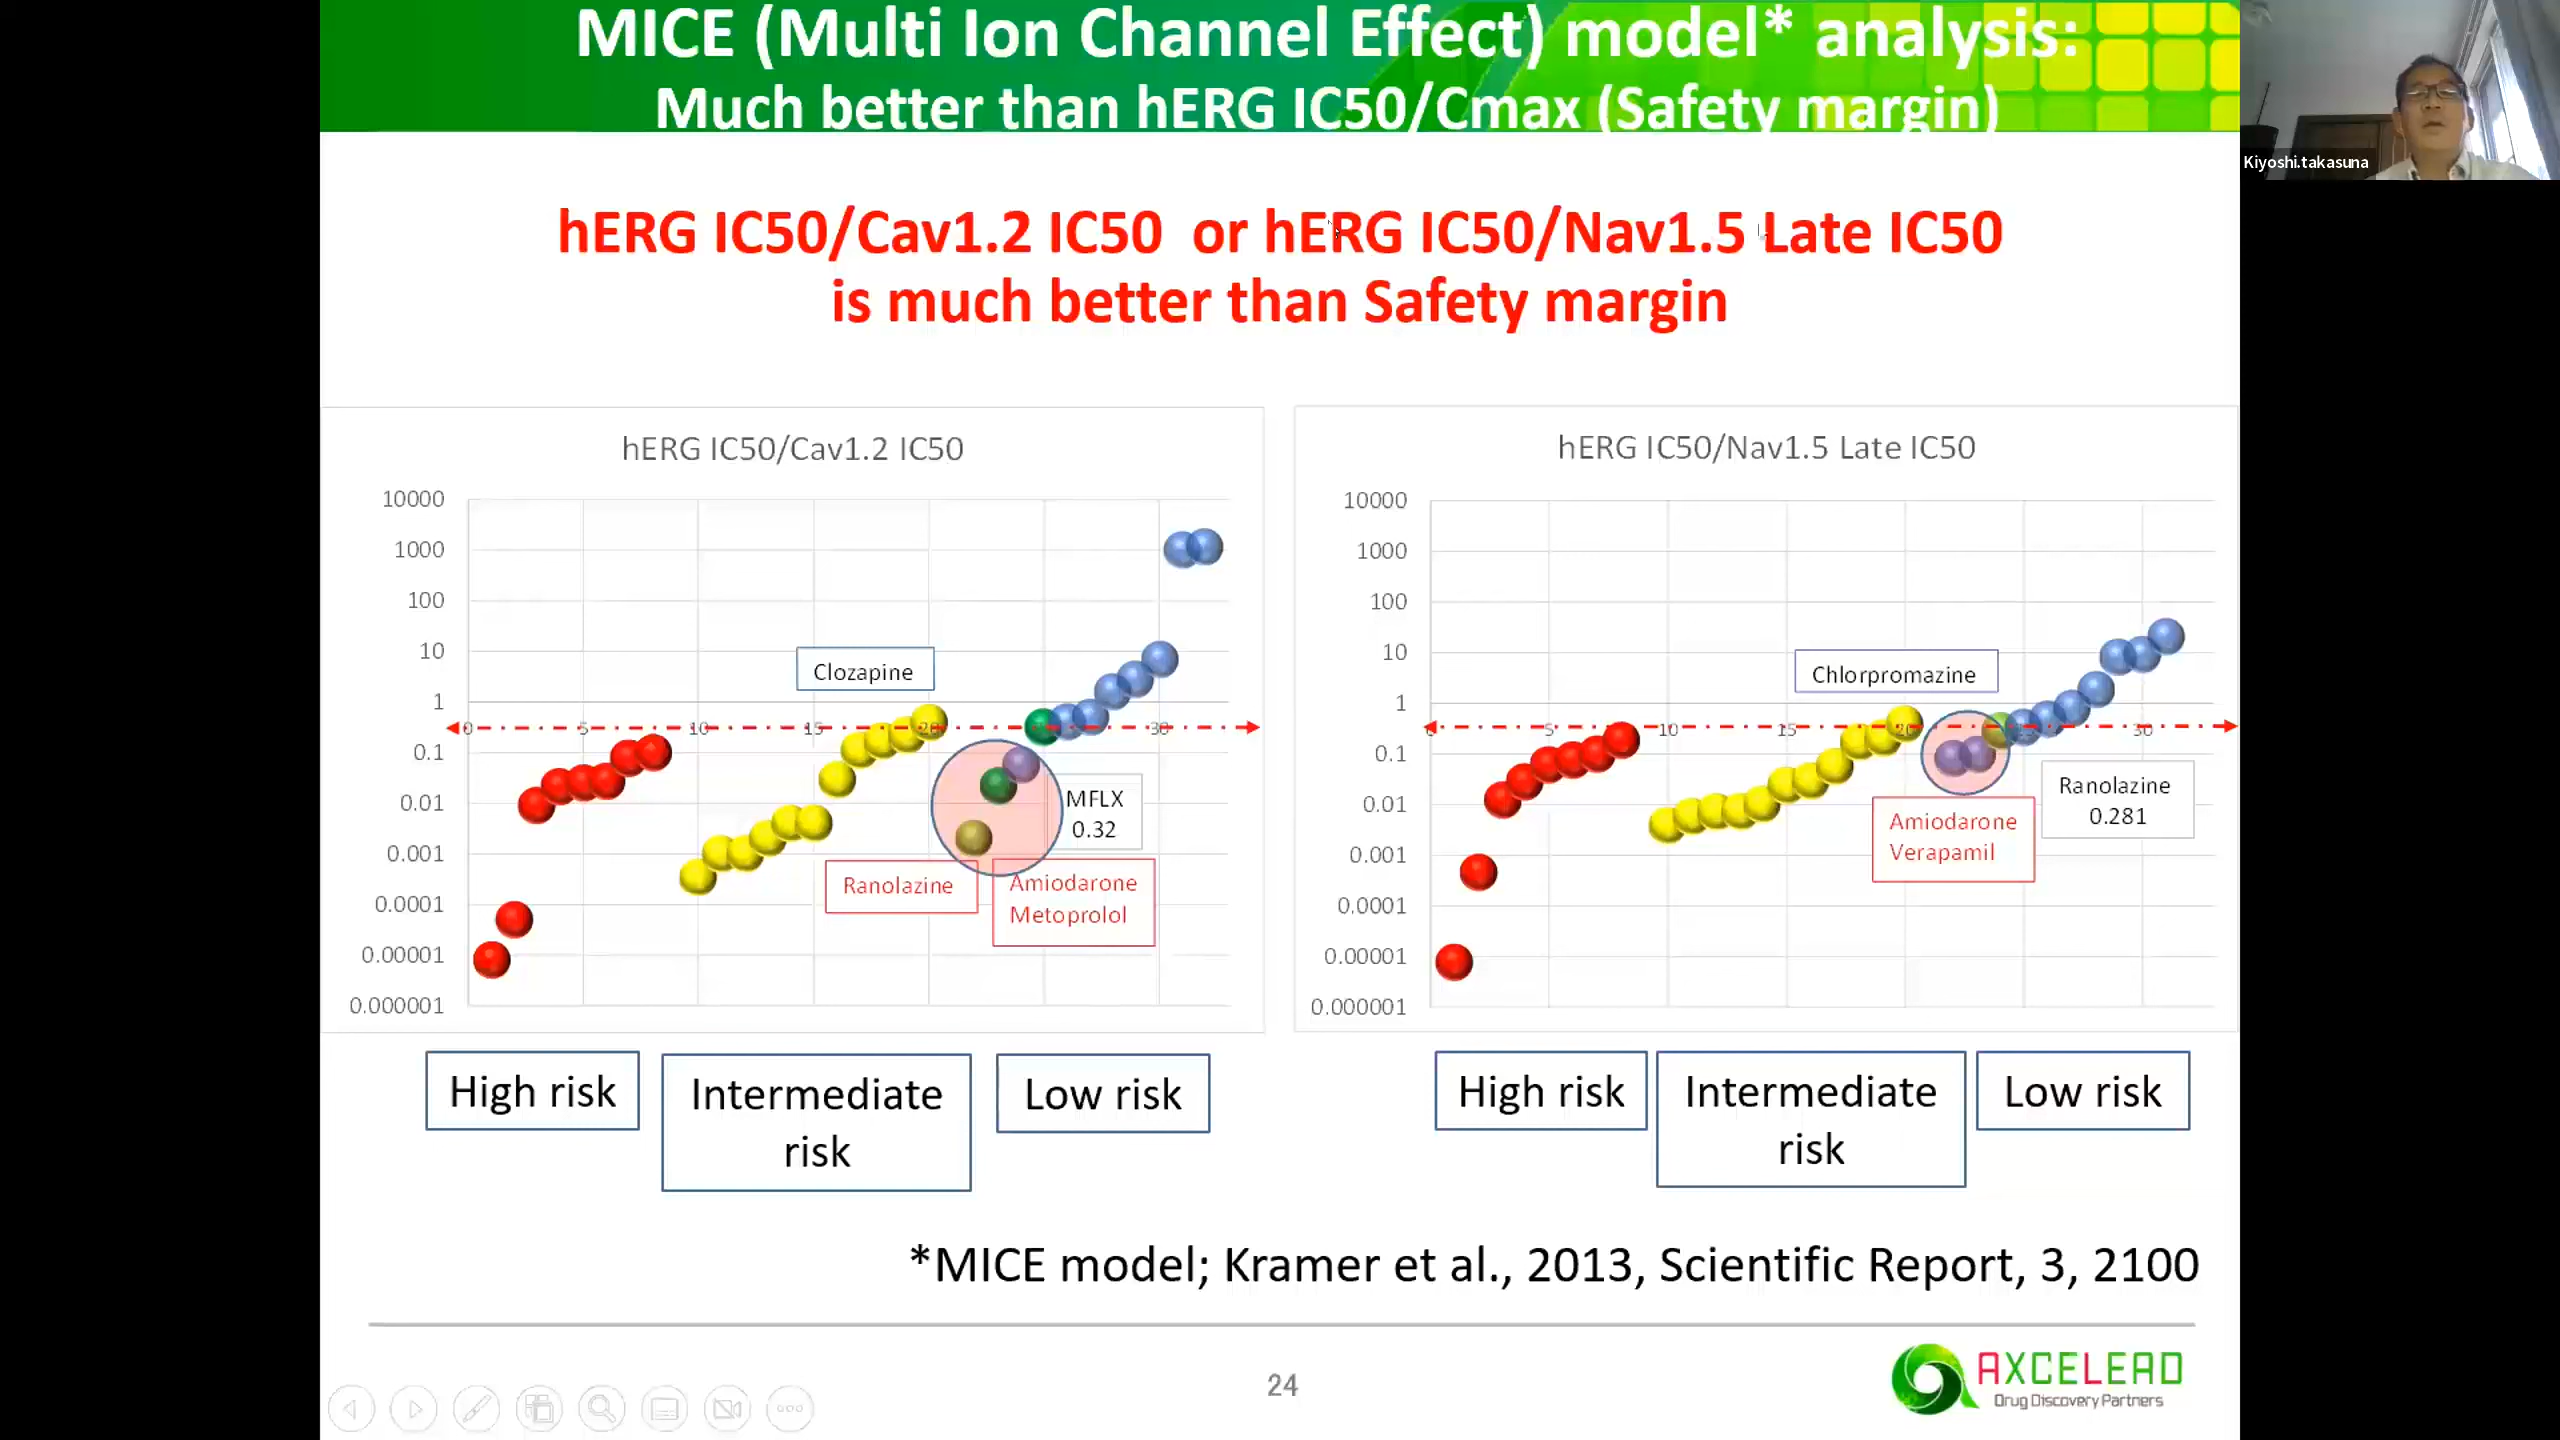 MICE (Multi Ion Channel Effect) model* analysis:
Much better than hERG IC50/Cmax (Safety margin)
Kiyoshi.takasuna
hERG IC50/Cav1.2 IC50 or hERG IC50/Nav1.5 Late IC50
is much better than Safety margin
hERG IC50/Cav1.2 IC50
10000
1000
100
10
1
0.1
0.01
0.001
0.0001
0.00001
0.000001
0
5
10
15
20
30
Clozapine
MFLX
0.32
Ranolazine
Amiodarone
Metoprolol
High risk
Intermediate
risk
Low risk
hERG IC50/Nav1.5 Late IC50
10000
1000
100
10
1
0.1
0.01
0.001
0.0001
0.00001
0.000001
5
10
15
20
30
Chlorpromazine
Ranolazine
0.281
Amiodarone
Verapamil
High risk
Intermediate
risk
Low risk
*MICE model; Kramer et al., 2013, Scientific Report, 3, 2100
24
AXCELEAD
Drug Discovery Partners